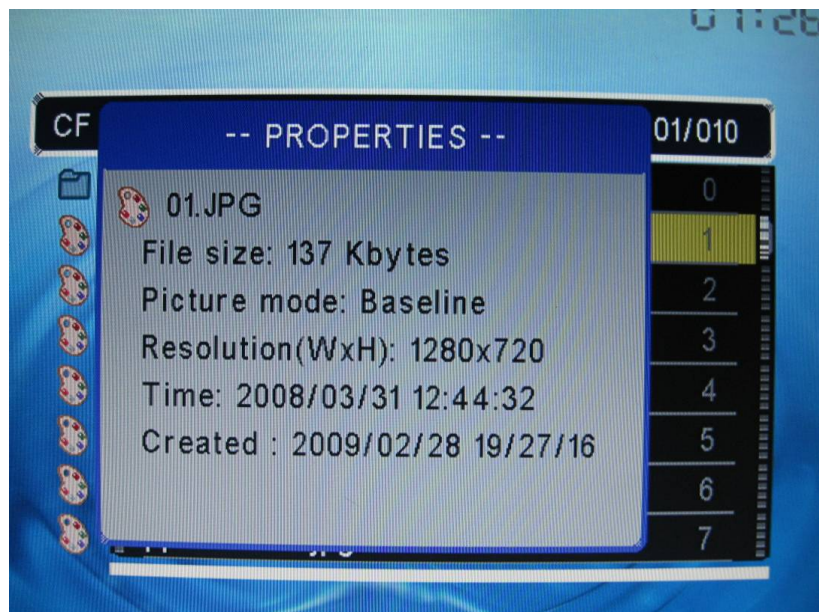 01:26
CF
-- PROPERTIES --
01/010
01.JPG
File size: 137 Kbytes
Picture mode: Baseline
Resolution(WxH): 1280x720
Time: 2008/03/31 12:44:32
Created : 2009/02/28 19/27/16
0
1
2
3
4
5
6
7